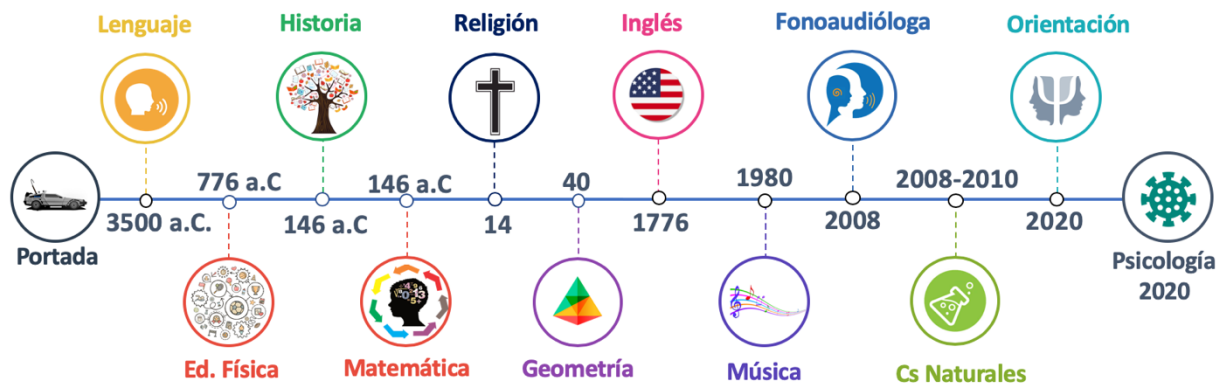 Lenguaje
Historia
Religión
Inglés
Fonoaudióloga
Orientación
776 a.C
146 a.C
40
1980
2008-2010
3500 a.C.
146 a.C
14
1776
2008
2020
Portada
Psicología
2020
Ed. Física
Matemática
Geometría
Música
Cs Naturales